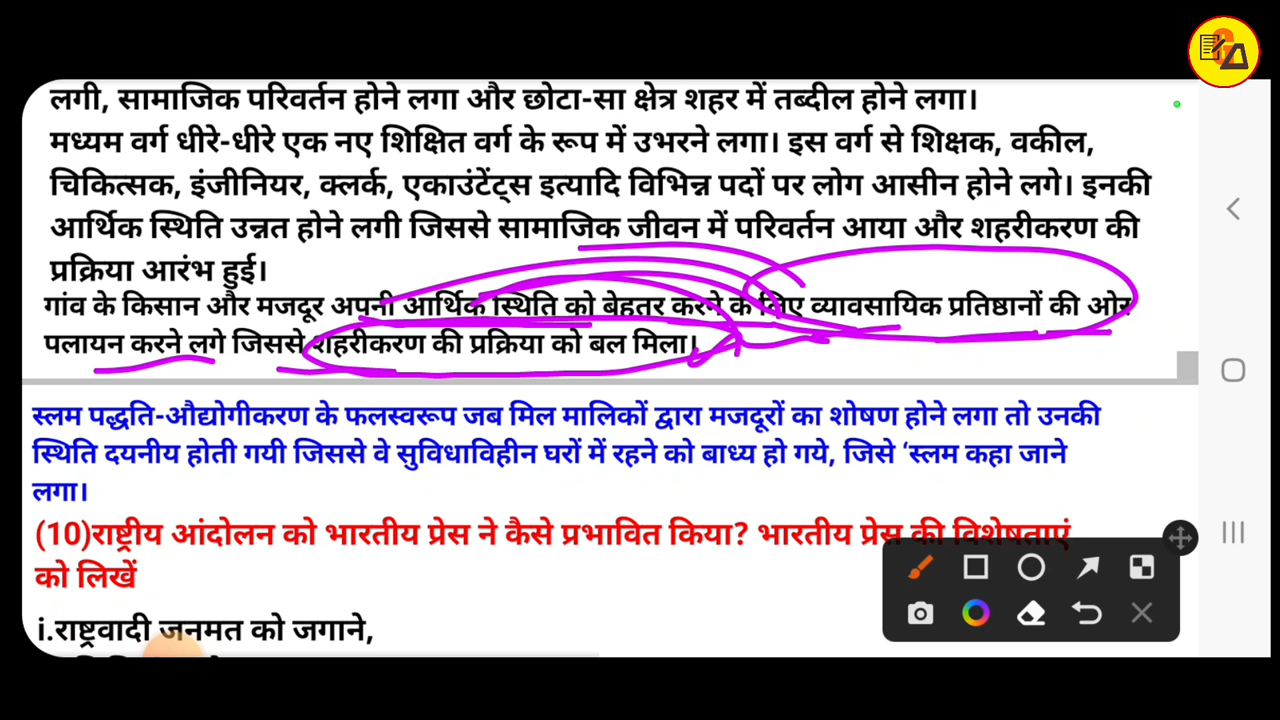 लगी, सामाजिक परिवर्तन होने लगा और छोटा-सा क्षेत्र शहर में तब्दील होने लगा।
मध्यम वर्ग धीरे-धीरे एक नए शिक्षित वर्ग के रूप में उभरने लगा। इस वर्ग से शिक्षक, वकील,
चिकित्सक, इंजीनियर, क्लर्क, एकाउंटेंट्स इत्यादि विभिन्न पदों पर लोग आसीन होने लगे। इनकी
आर्थिक स्थिति उन्नत होने लगी जिससे सामाजिक जीवन में परिवर्तन आया और शहरीकरण की
प्रक्रिया आरंभ हुई।
गांव के किसान और मजदूर अपनी आर्थिक स्थिति को बेहतर करने के लिए व्यावसायिक प्रतिष्ठानों की ओर
पलायन करने लगे जिससे शहरीकरण की प्रक्रिया को बल मिला।
स्लम पद्धति-औद्योगीकरण के फलस्वरूप जब मिल मालिकों द्वारा मजदूरों का शोषण होने लगा तो उनकी
स्थिति दयनीय होती गयी जिससे वे सुविधाविहीन घरों में रहने को बाध्य हो गये, जिसे ‘स्लम कहा जाने
लगा।
(10)राष्ट्रीय आंदोलन को भारतीय प्रेस ने कैसे प्रभावित किया? भारतीय प्रेस की विशेषताएं
को लिखें
i.राष्ट्रवादी जनमत को जगाने,